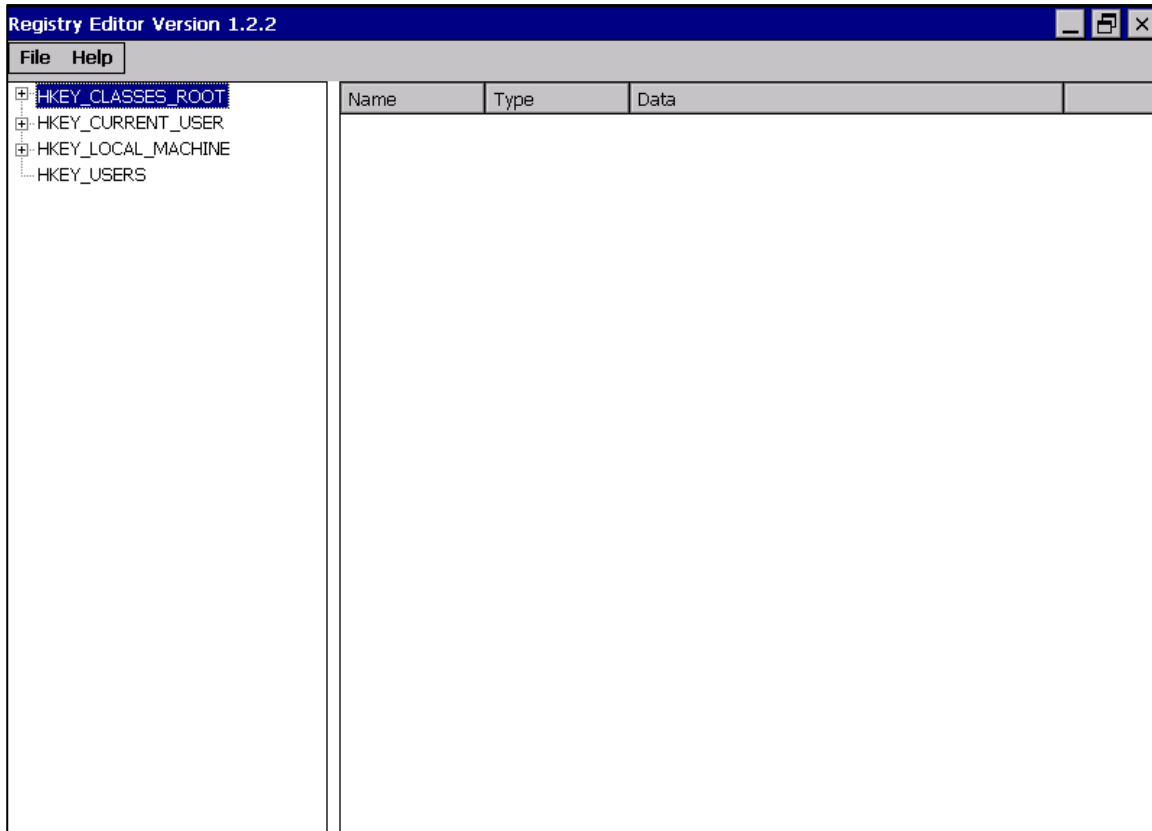 Registry Editor Version 1.2.2
File Help
HKEY_CLASSES_ROOT
HKEY_CURRENT_USER
HKEY_LOCAL_MACHINE
HKEY_USERS
Name Type Data